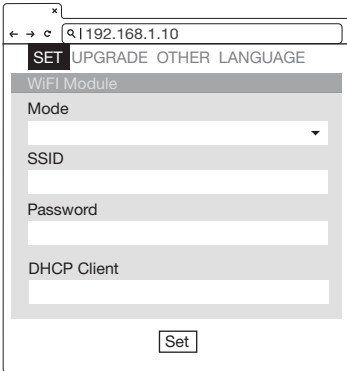 192.168.1.10
SET UPGRADE OTHER LANGUAGE
WiFI Module
Mode
SSID
Password
DHCP Client
Set